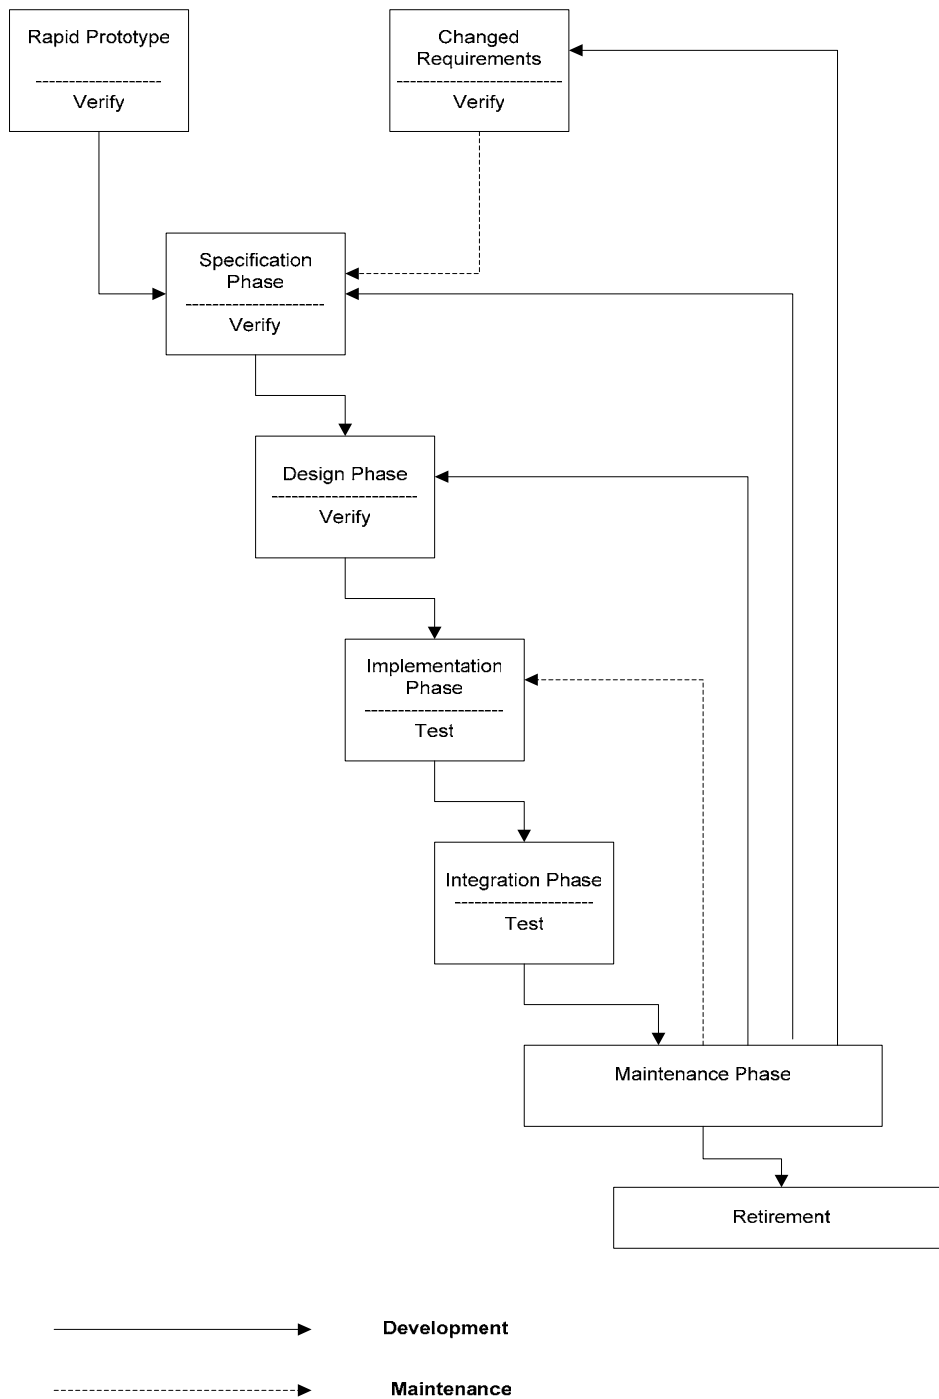 Rapid Prototype
Verify
Changed
Requirements
Verify
Specification
Phase
Verify
Design Phase
Verify
Implementation
Phase
Test
Integration Phase
Test
Maintenance Phase
Retirement
Development
Maintenance